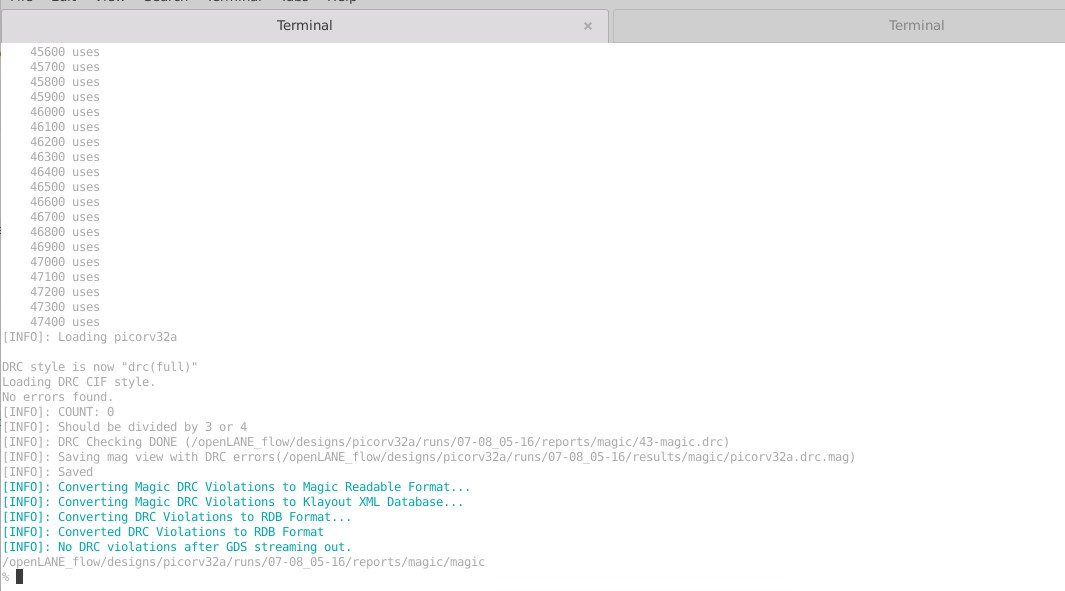 File Edit View Search Terminal Tabs Help
Terminal × Terminal
45600 uses
45700 uses
45800 uses
45900 uses
46000 uses
46100 uses
46200 uses
46300 uses
46400 uses
46500 uses
46600 uses
46700 uses
46800 uses
46900 uses
47000 uses
47100 uses
47200 uses
47300 uses
47400 uses
[INFO]: Loading picorv32a
DRC style is now "drc(full)"
Loading DRC CIF style.
No errors found.
[INFO]: COUNT: 0
[INFO]: Should be divided by 3 or 4
[INFO]: DRC Checking DONE (/openLANE_flow/designs/picorv32a/runs/07-08_05-16/reports/magic/43-magic.drc)
[INFO]: Saving mag view with DRC errors(/openLANE_flow/designs/picorv32a/runs/07-08_05-16/results/magic/picorv32a.drc.mag)
[INFO]: Saved
[INFO]: Converting Magic DRC Violations to Magic Readable Format...
[INFO]: Converting Magic DRC Violations to Klayout XML Database...
[INFO]: Converting DRC Violations to RDB Format...
[INFO]: Converted DRC Violations to RDB Format
[INFO]: No DRC violations after GDS streaming out.
/openLANE_flow/designs/picorv32a/runs/07-08_05-16/reports/magic/magic
%